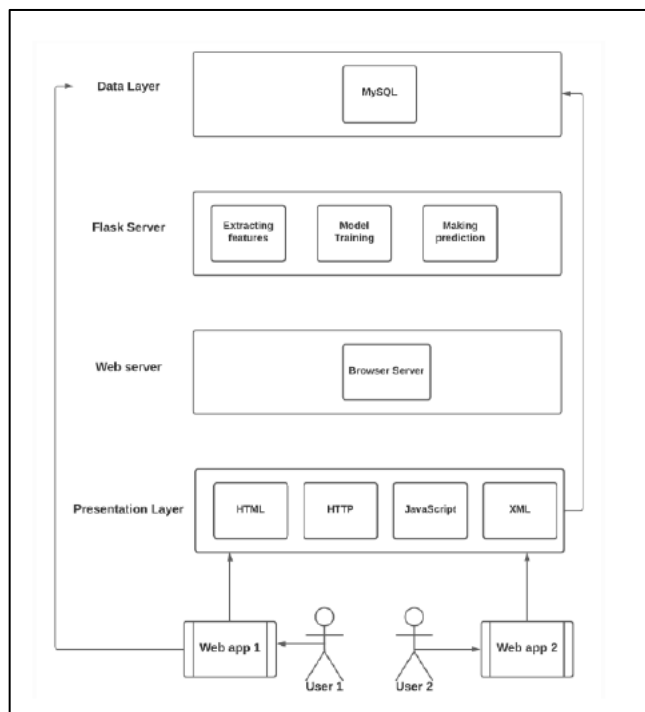 Data Layer
MySQL
Flask Server
Extracting
features
Model
Training
Making
prediction
Web server
Browser Server
Presentation Layer
HTML
HTTP
JavaScript
XML
Web app 1
User 1
User 2
Web app 2